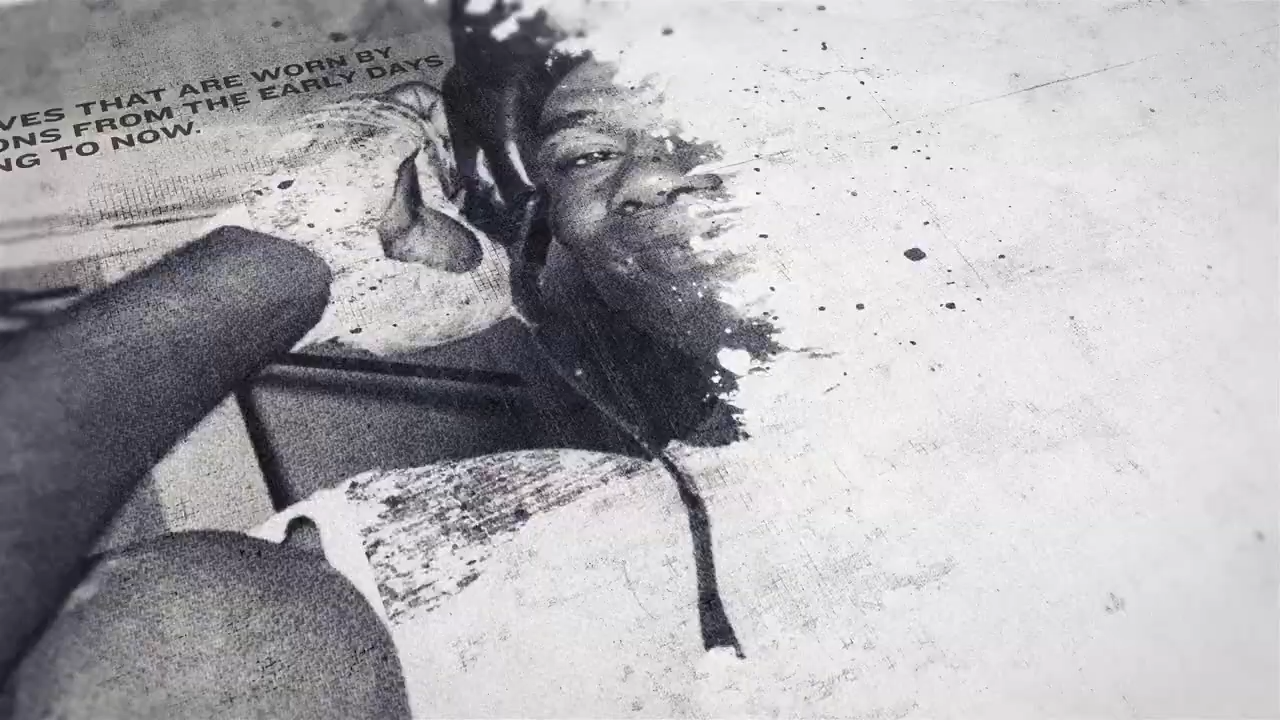 VES THAT ARE WORN BY
ONS FROM THE EARLY DAYS
NG TO NOW.